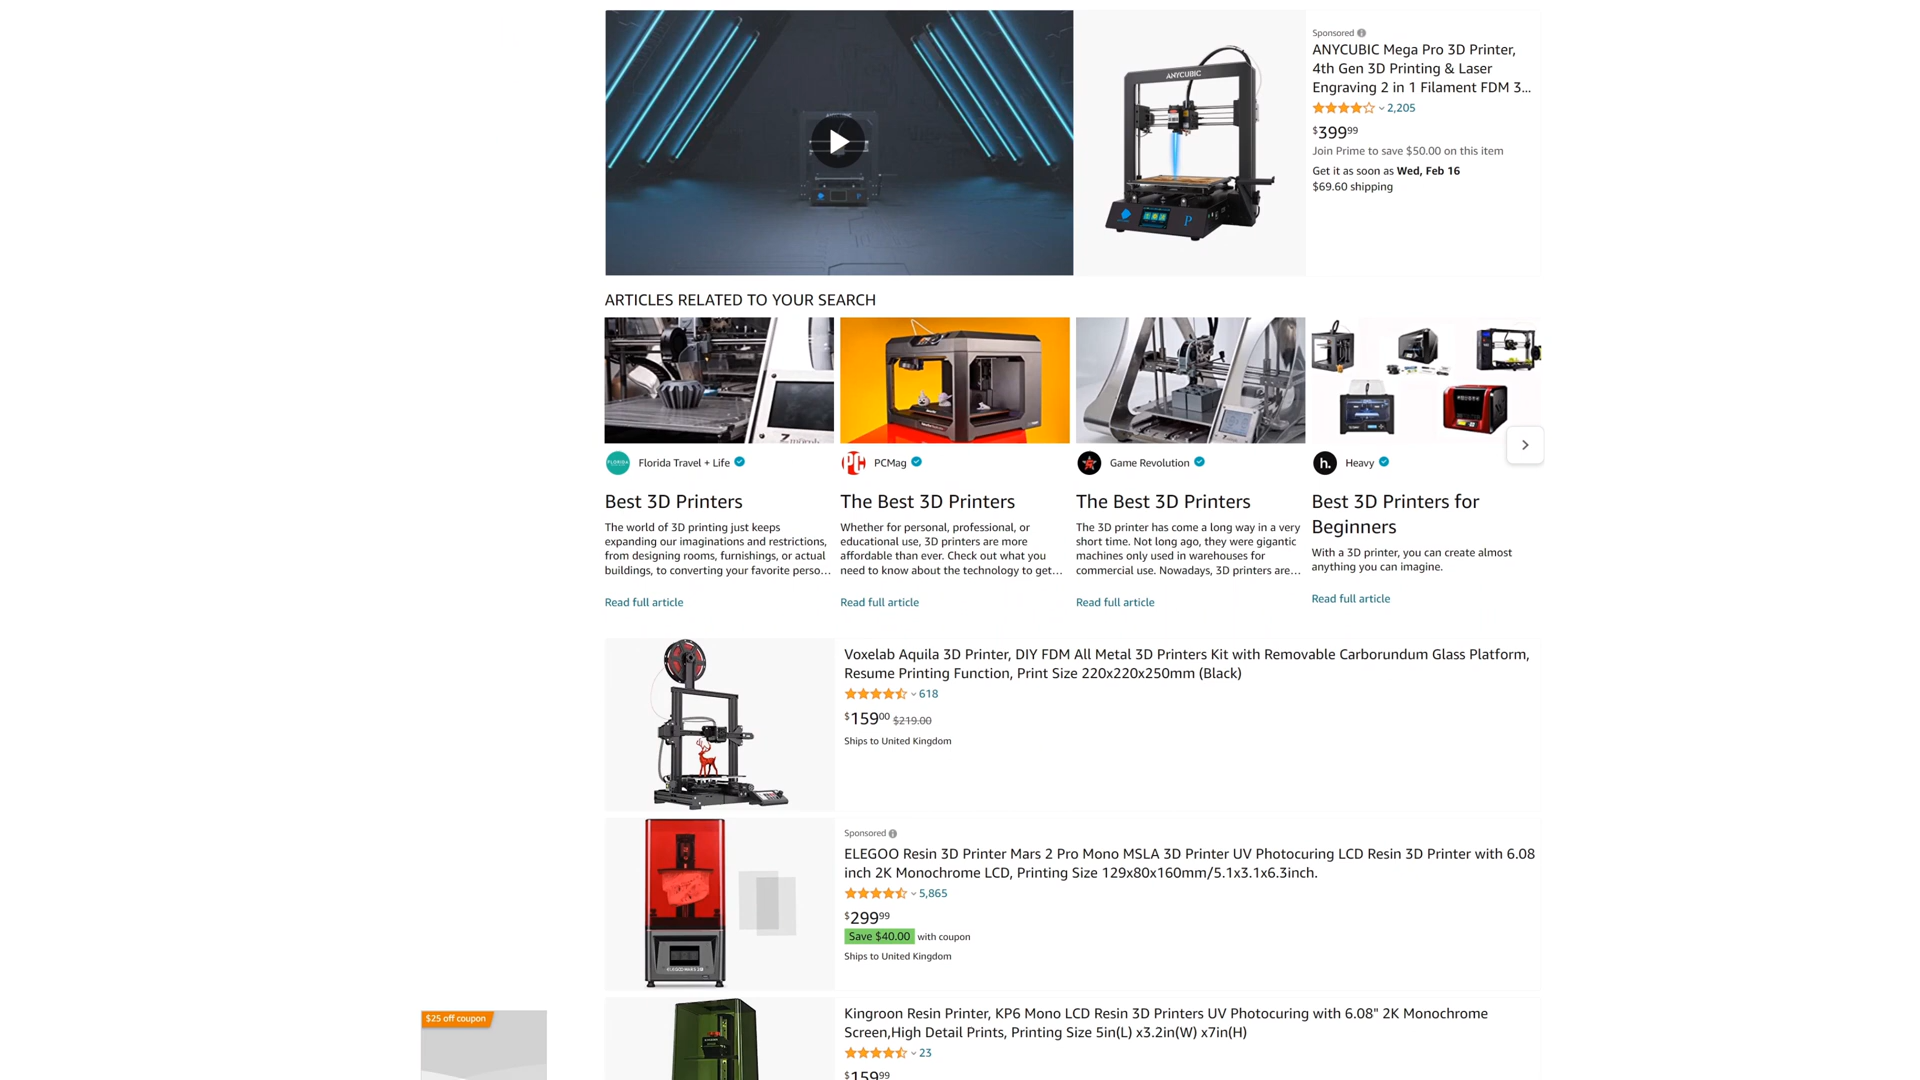 Sponsored
ANYCUBIC Mega Pro 3D Printer,
4th Gen 3D Printing & Laser
Engraving 2 in 1 Filament FDM 3...
2,205
$399.99
Join Prime to save $50.00 on this item
Get it as soon as Wed, Feb 16
$69.60 shipping
ANYCUBIC
ARTICLES RELATED TO YOUR SEARCH
FLORIDA
Florida Travel + Life
Best 3D Printers
The world of 3D printing just keeps
expanding our imaginations and restrictions,
from designing rooms, furnishings, or actual
buildings, to converting your favorite perso...
Read full article
PC
PCMag
The Best 3D Printers
Whether for personal, professional, or
educational use, 3D printers are more
affordable than ever. Check out what you
need to know about the technology to get...
Read full article
Game Revolution
The Best 3D Printers
The 3D printer has come a long way in a very
short time. Not long ago, they were gigantic
machines only used in warehouses for
commercial use. Nowadays, 3D printers are...
Read full article
h.
Heavy
Best 3D Printers for
Beginners
With a 3D printer, you can create almost
anything you can imagine.
Read full article
Voxelab Aquila 3D Printer, DIY FDM All Metal 3D Printers Kit with Removable Carborundum Glass Platform,
Resume Printing Function, Print Size 220x220x250mm (Black)
618
$159.00 $219.00
Ships to United Kingdom
Sponsored
ELEGOO Resin 3D Printer Mars 2 Pro Mono MSLA 3D Printer UV Photocuring LCD Resin 3D Printer with 6.08
inch 2K Monochrome LCD, Printing Size 129x80x160mm/5.1x3.1x6.3inch.
5,865
$299.99
Save $40.00 with coupon
Ships to United Kingdom
$25 off coupon
Kingroon Resin Printer, KP6 Mono LCD Resin 3D Printers UV Photocuring with 6.08" 2K Monochrome
Screen,High Detail Prints, Printing Size 5in(L) x3.2in(W) x7in(H)
23
$159.99